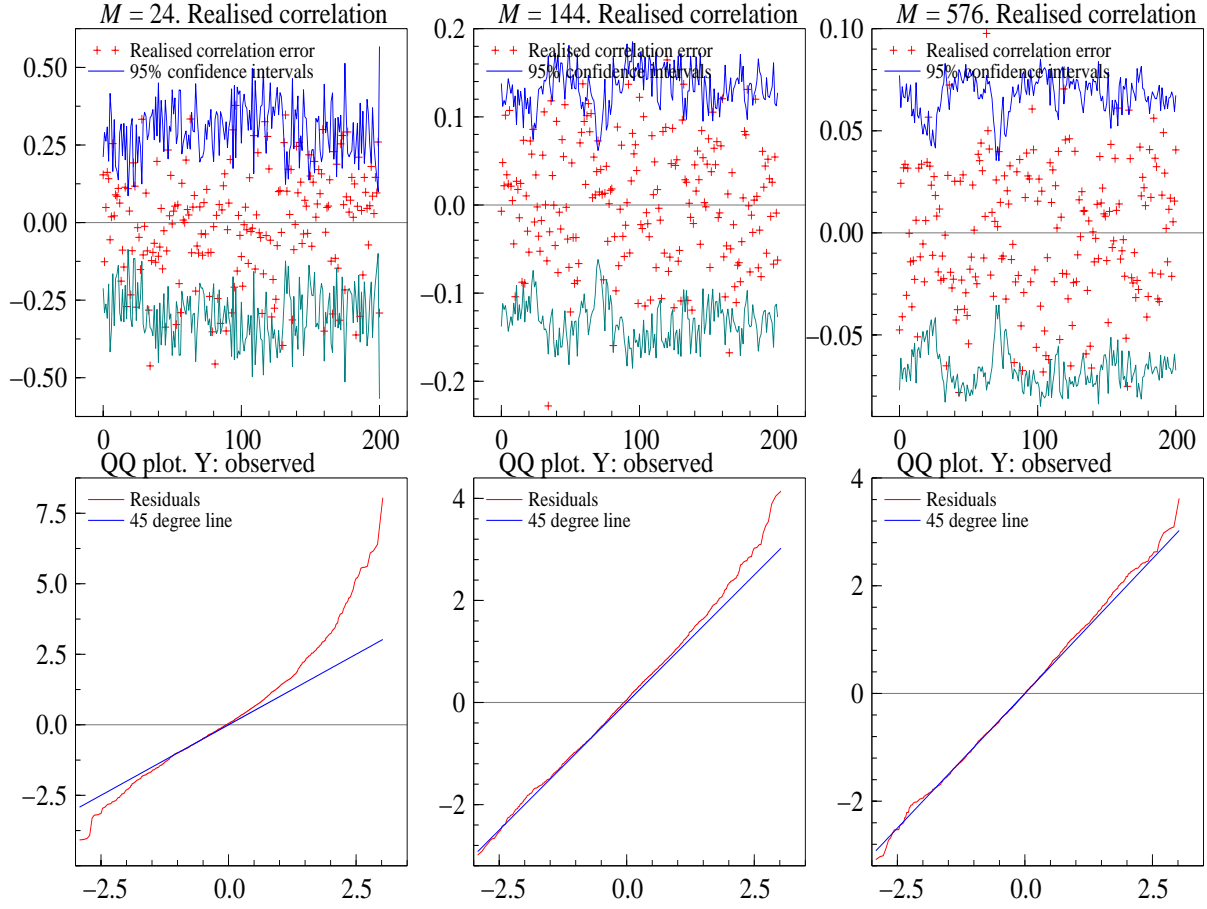 M = 24. Realised correlation
M = 144. Realised correlation
M = 576. Realised correlation
Realised correlation error
95% confidence intervals
0.50
0.25
0.00
−0.25
−0.50
0
100
200
Realised correlation error
95% confidence intervals
0.2
0.1
0.0
−0.1
−0.2
0
100
200
Realised correlation error
95% confidence intervals
0.10
0.05
0.00
−0.05
0
100
200
QQ plot. Y: observed
QQ plot. Y: observed
QQ plot. Y: observed
Residuals
45 degree line
7.5
5.0
2.5
0.0
−2.5
−2.5
0.0
2.5
Residuals
45 degree line
4
2
0
−2
−2.5
0.0
2.5
Residuals
45 degree line
4
2
0
−2
−2.5
0.0
2.5